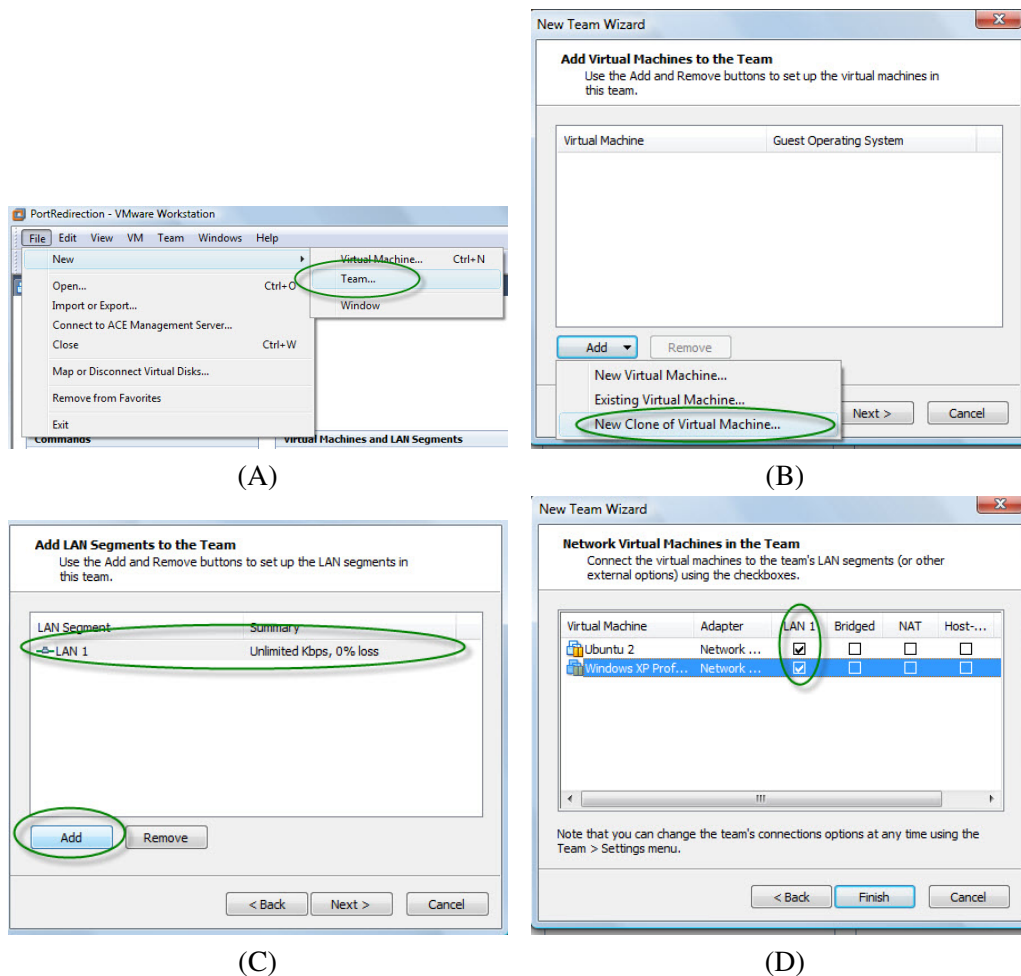 PortRedirection - VMware Workstation
File Edit View VM Team Windows Help
New
Virtual Machine... Ctrl+N
Team...
Window
Open... Ctrl+O
Import or Export...
Connect to ACE Management Server...
Close Ctrl+W
Map or Disconnect Virtual Disks...
Remove from Favorites
Exit
Commands Virtual Machines and LAN Segments
(A)
New Team Wizard
Add Virtual Machines to the Team
Use the Add and Remove buttons to set up the virtual machines in
this team.
Virtual Machine Guest Operating System
Add Remove
New Virtual Machine...
Existing Virtual Machine...
New Clone of Virtual Machine...
Next > Cancel
(B)
Add LAN Segments to the Team
Use the Add and Remove buttons to set up the LAN segments in
this team.
LAN Segment Summary
LAN 1 Unlimited Kbps, 0% loss
Add Remove
< Back Next > Cancel
(C)
New Team Wizard
Network Virtual Machines in the Team
Connect the virtual machines to the team's LAN segments (or other
external options) using the checkboxes.
Virtual Machine Adapter LAN 1 Bridged NAT Host-...
Ubuntu 2 Network ...
Windows XP Prof... Network ...
Note that you can change the team's connections options at any time using the
Team > Settings menu.
< Back Finish Cancel
(D)